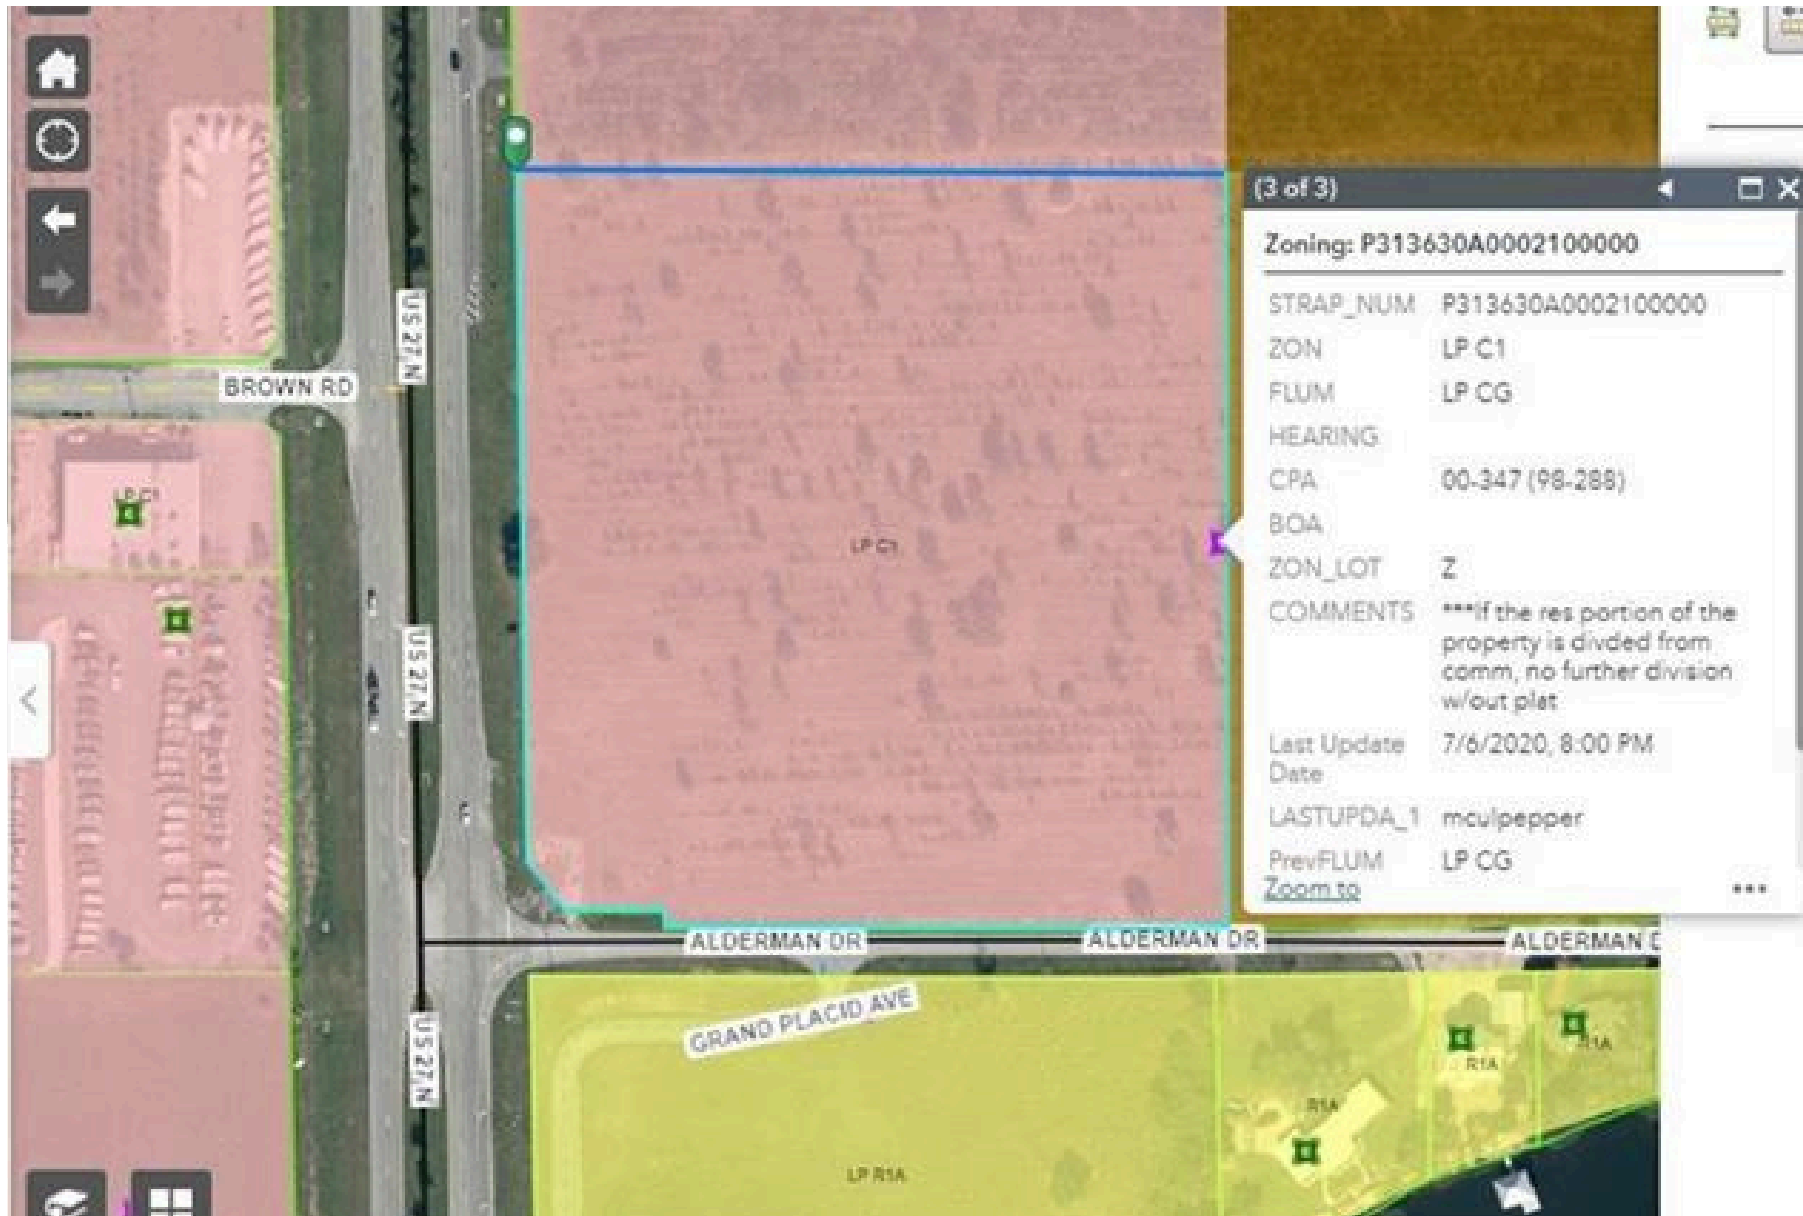 (3 of 3)
Zoning: P313630A0002100000
STRAP_NUM P313630A0002100000
ZON LP C1
FLUM LP CG
HEARING
CPA 00-347 (98-288)
BOA
ZON_LOT Z
COMMENTS ***If the res portion of the
property is divded from
comm, no further division
w/out plat
Last Update 7/6/2020, 8:00 PM
Date
LASTUPDA_1 mculpepper
PrevFLUM LP CG
Zoom to
US 27 N
BROWN RD
LP C1
LP C1
US 27 N
ALDERMAN DR
ALDERMAN DR
ALDERMAN D
GRAND PLACID AVE
US 27 N
R1A
R1A
R1A
LP R1A